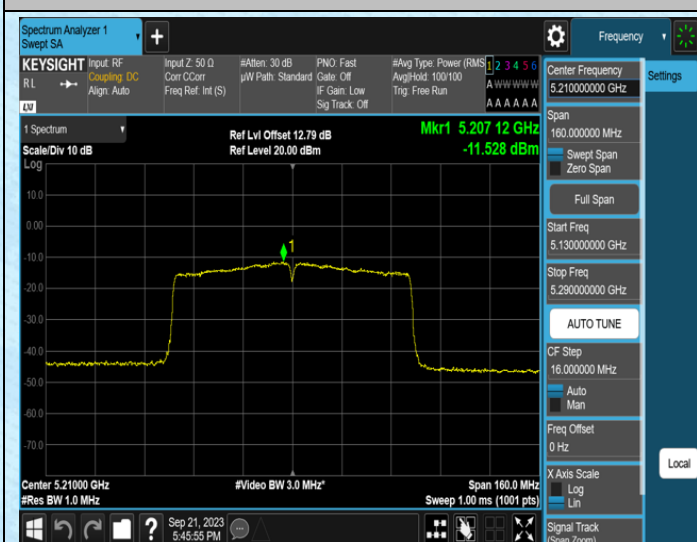 Spectrum Analyzer 1
Swept SA
Frequency
KEYSIGHT
R L
LXI
Input: RF
Coupling: DC
Align: Auto
Input Z: 50 Ω
Corr CCorr
Freq Ref: Int (S)
#Atten: 30 dB
µW Path: Standard
PNO: Fast
Gate: Off
IF Gain: Low
Sig Track: Off
#Avg Type: Power (RMS
Avg|Hold: 100/100
Trig: Free Run
1 2 3 4 5 6
A W W W W W
A A A A A A
1 Spectrum
Scale/Div 10 dB
Ref Lvl Offset 12.79 dB
Ref Level 20.00 dBm
Mkr1 5.207 12 GHz
-11.528 dBm
Log
10.0
0.00
-10.0
-20.0
-30.0
-40.0
-50.0
-60.0
-70.0
1
Center 5.21000 GHz
#Res BW 1.0 MHz
#Video BW 3.0 MHz*
Span 160.0 MHz
Sweep 1.00 ms (1001 pts)
Sep 21, 2023
5:45:55 PM
Center Frequency
5.210000000 GHz
Span
160.000000 MHz
Swept Span
Zero Span
Full Span
Start Freq
5.130000000 GHz
Stop Freq
5.290000000 GHz
AUTO TUNE
CF Step
16.000000 MHz
Auto
Man
Freq Offset
0 Hz
X Axis Scale
Log
Lin
Signal Track
(Span Zoom)
Settings
Local